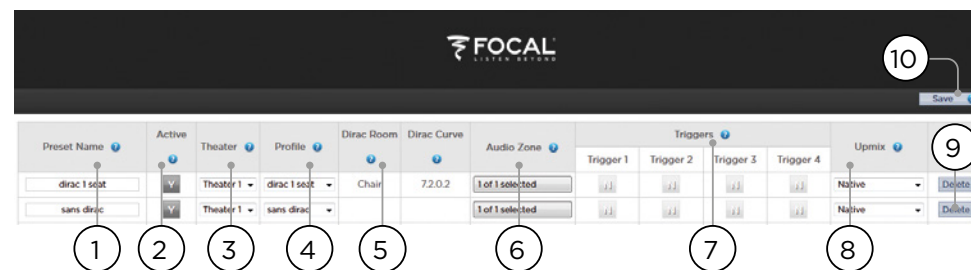 FOCAL
LISTEN BEYOND
10
Save
Preset Name Active Theater Profile Dirac Room Dirac Curve Audio Zone Triggers Upmix
Trigger 1 Trigger 2 Trigger 3 Trigger 4
9
dirac 1 seat Y Theater 1 dirac 1 seat Chair 7.2.0.2 1 of 1 selected Native Delete
sans dirac Theater 1 sans dirac 1 of 1 selected Native Delete
1 2 3 4 5 6 7 8